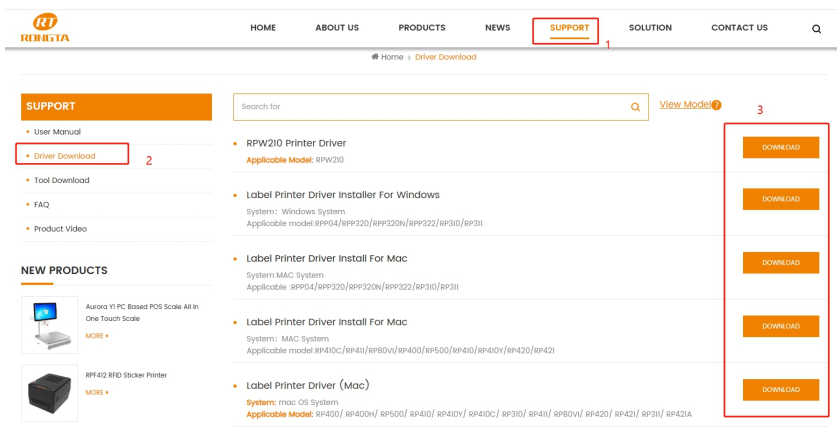 RT
RONGTA
HOME ABOUT US PRODUCTS NEWS SUPPORT SOLUTION CONTACT US
1
Home > Driver Download
SUPPORT
User Manual
Driver Download
2
Tool Download
FAQ
Product Video
NEW PRODUCTS
Aurora Y1 PC Based POS Scale All In
One Touch Scale
MORE
RPF412 RFID Sticker Printer
MORE
Search for
View Model?
3
RPW210 Printer Driver
Applicable Model: RPW210
DOWNLOAD
Label Printer Driver Installer For Windows
System: Windows System
Applicable model:RPP04/RPP320/RPP320N/RPP322/RP310/RP311
DOWNLOAD
Label Printer Driver Install For Mac
System:MAC System
Applicable :RPP04/RPP320/RPP320N/RPP322/RP310/RP311
DOWNLOAD
Label Printer Driver Install For Mac
System: MAC System
Applicable model:RP410C/RP411/RP80VI/RP400/RP500/RP410/RP410Y/RP420/RP421
DOWNLOAD
Label Printer Driver (Mac)
System: mac OS System
Applicable Model: RP400/ RP400H/ RP500/ RP410/ RP410Y/ RP410C/ RP310/ RP411/ RP80VI/ RP420/ RP421/ RP311/ RP421A
DOWNLOAD